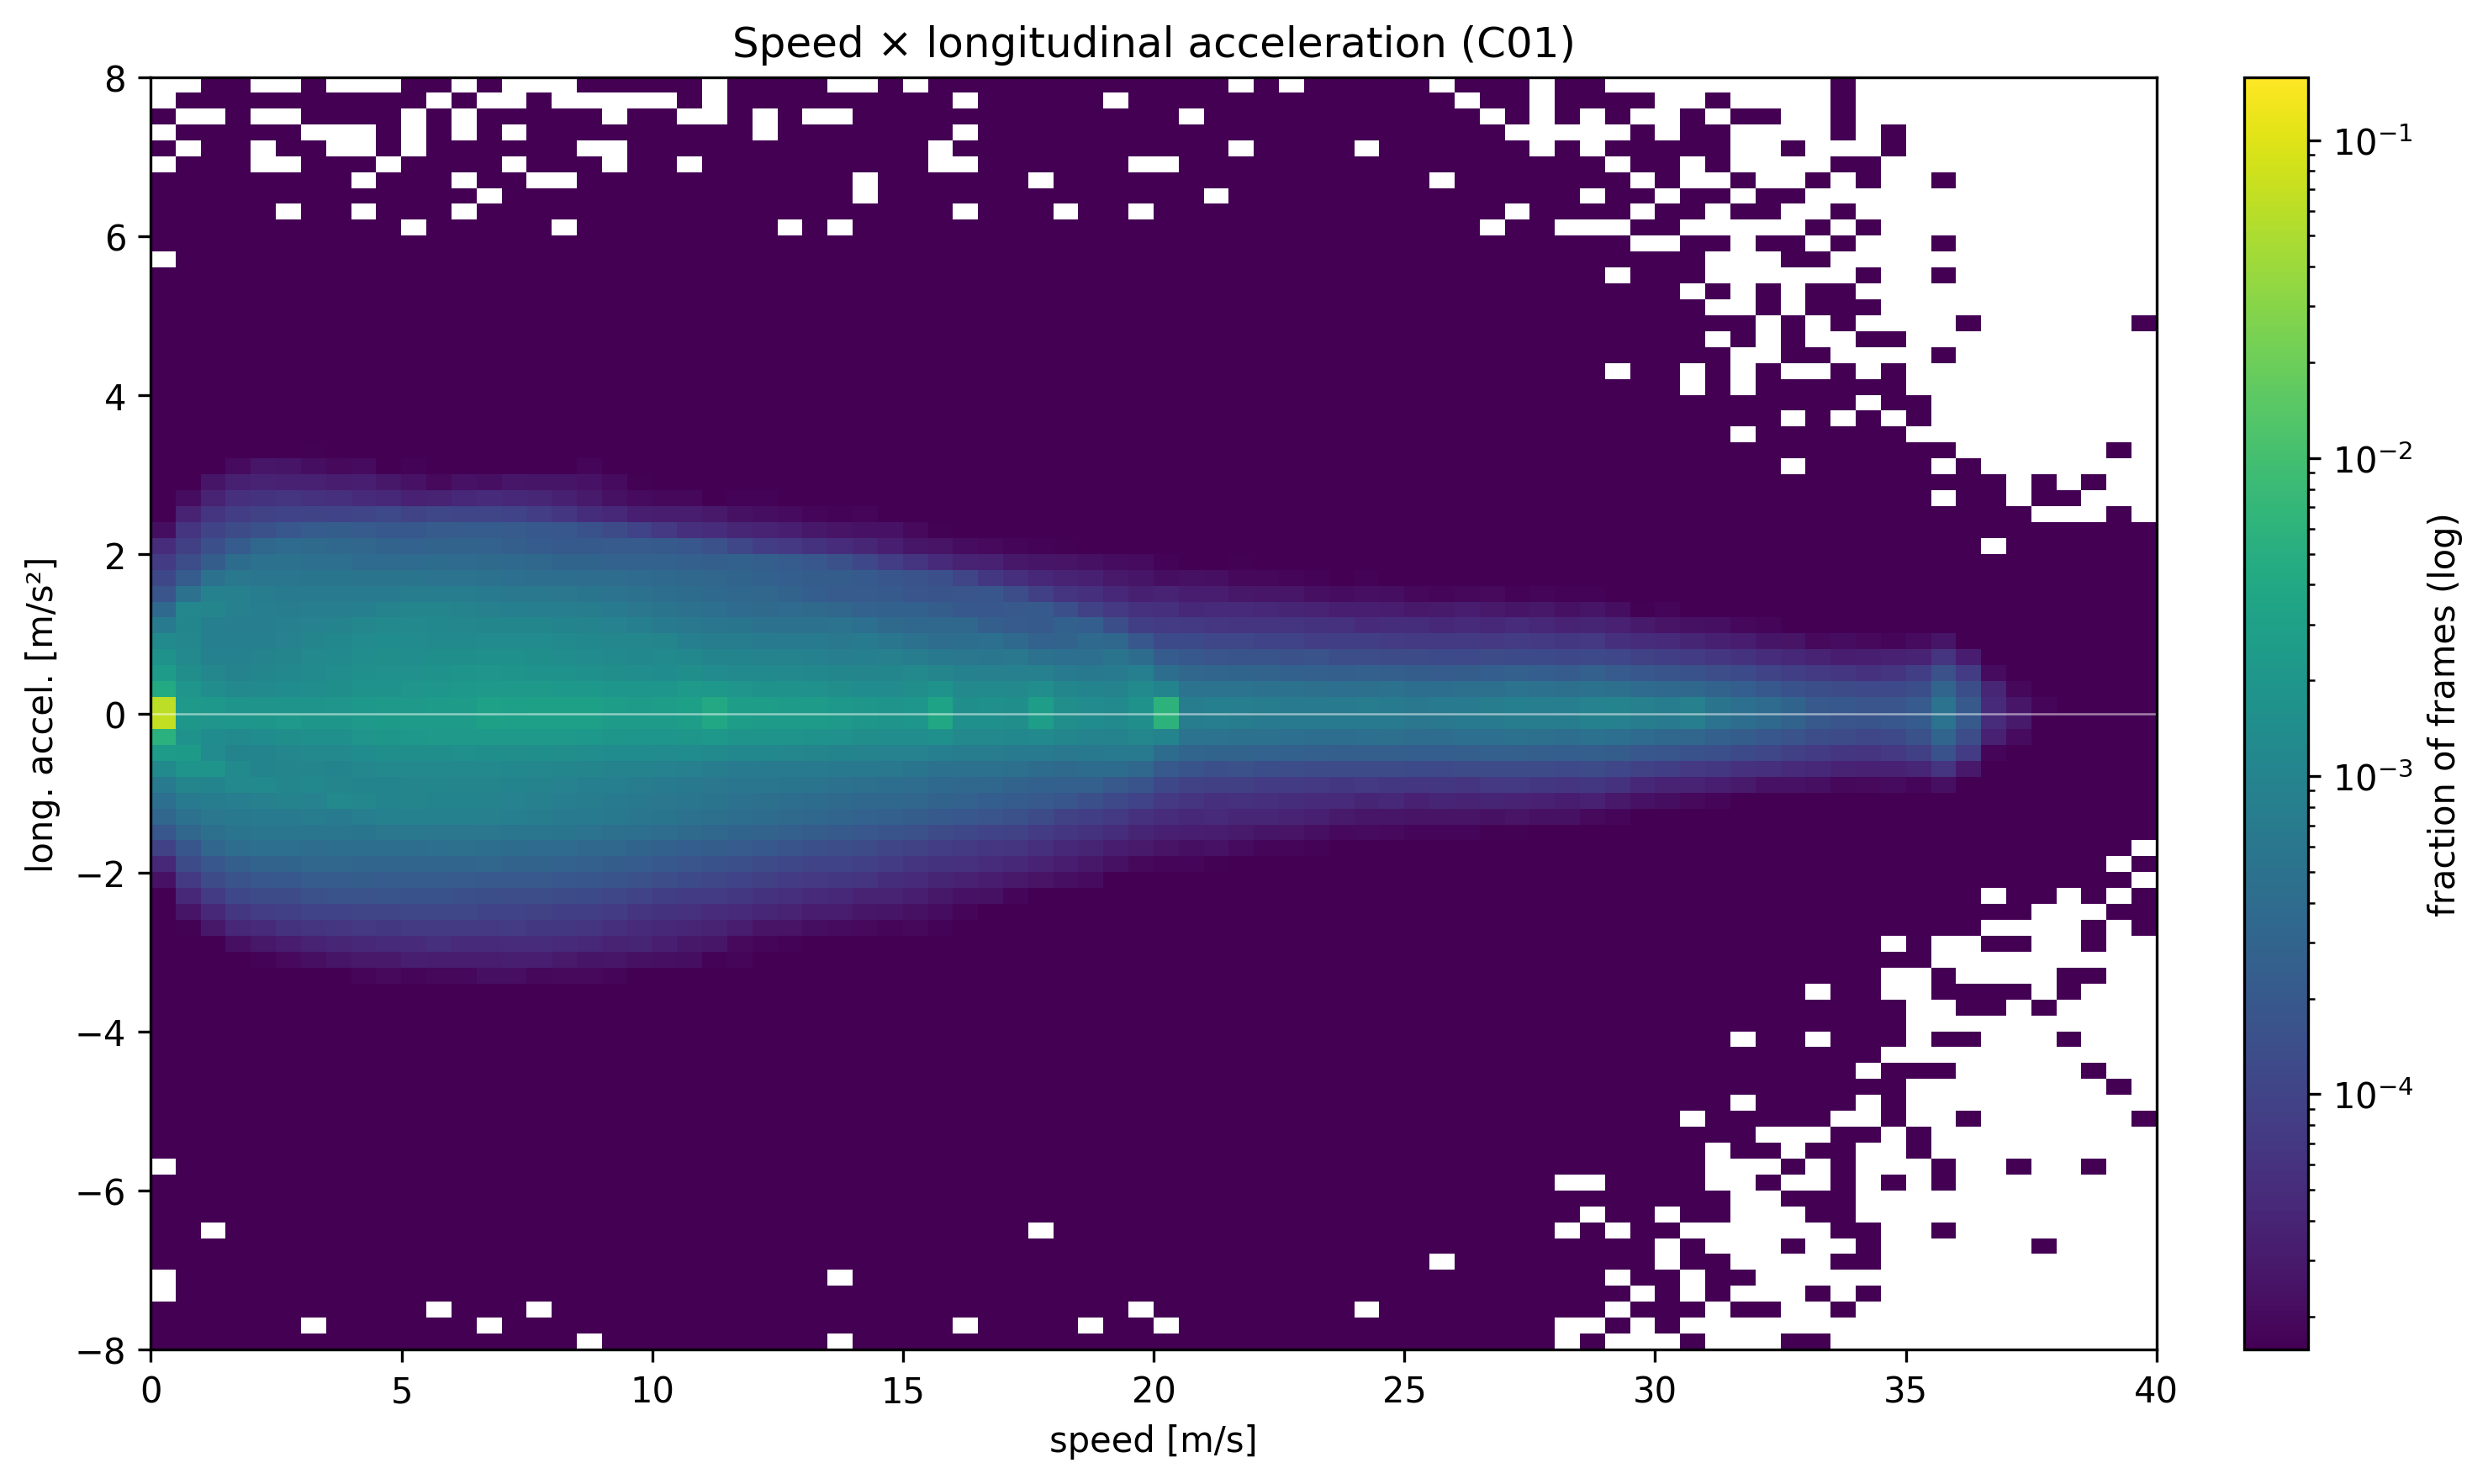 Speed × longitudinal acceleration (C01)
8
6
4
2
0
−2
−4
−6
−8
long. accel. [m/s²]
0 5 10 15 20 25 30 35 40
speed [m/s]
10⁻¹
10⁻²
10⁻³
10⁻⁴
fraction of frames (log)